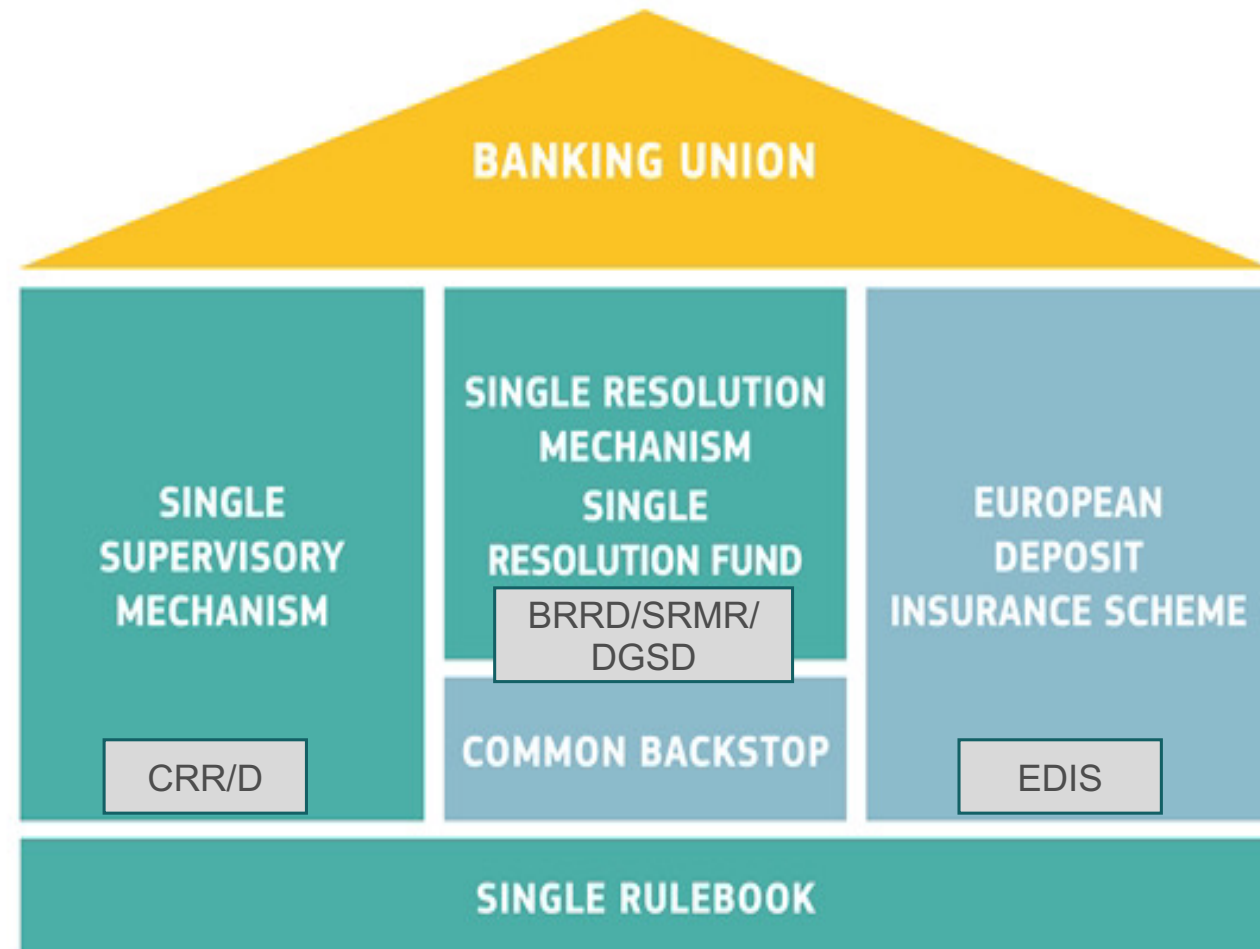 BANKING UNION
SINGLE
SUPERVISORY
MECHANISM
CRR/D
SINGLE RESOLUTION
MECHANISM
SINGLE
RESOLUTION FUND
BRRD/SRMR/
DGSD
COMMON BACKSTOP
EUROPEAN
DEPOSIT
INSURANCE SCHEME
EDIS
SINGLE RULEBOOK